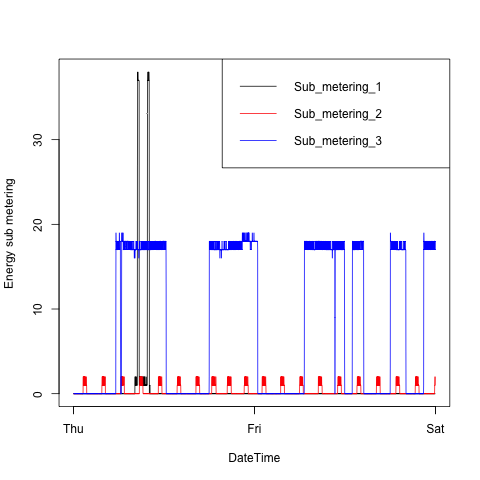 Sub_metering_1
Sub_metering_2
Sub_metering_3
Energy sub metering
30
20
10
0
Thu
Fri
Sat
DateTime